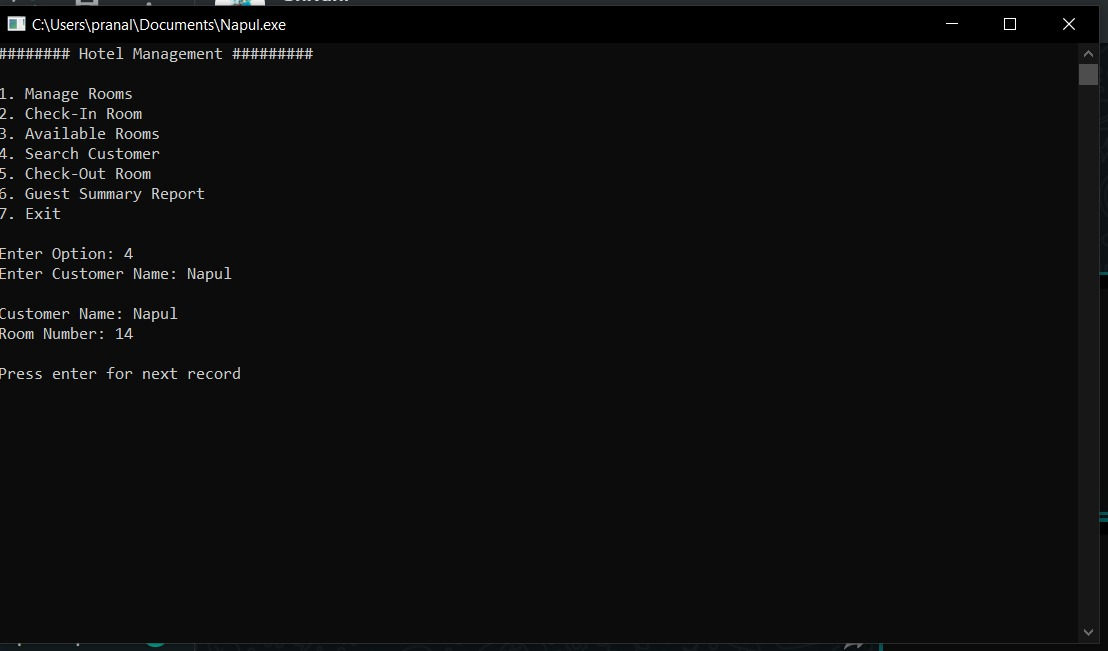 C:\Users\pranal\Documents\Napul.exe
######## Hotel Management #########
1. Manage Rooms
2. Check-In Room
3. Available Rooms
4. Search Customer
5. Check-Out Room
6. Guest Summary Report
7. Exit
Enter Option: 4
Enter Customer Name: Napul
Customer Name: Napul
Room Number: 14
Press enter for next record